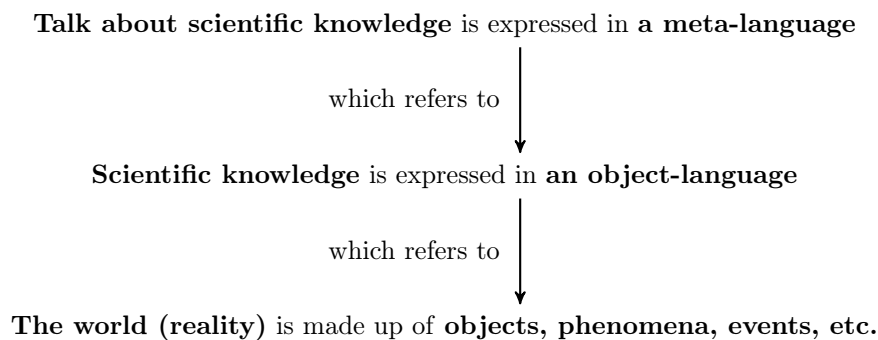 Talk about scientific knowledge is expressed in a meta-language
which refers to
Scientific knowledge is expressed in an object-language
which refers to
The world (reality) is made up of objects, phenomena, events, etc.